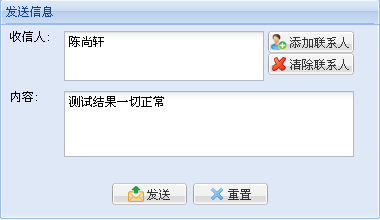 发送信息
收信人:
陈尚轩
添加联系人
清除联系人
内容:
测试结果一切正常
发送
重置